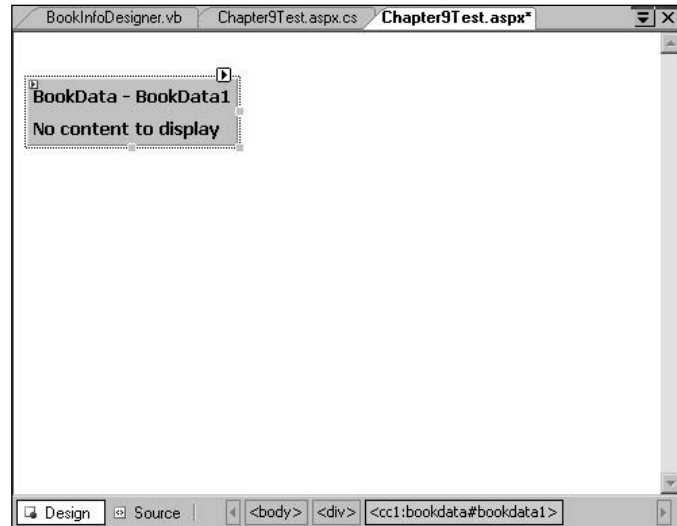 BookInfoDesigner.vb Chapter9Test.aspx.cs Chapter9Test.aspx*
BookData - BookData1
No content to display
Design Source <body> <div> <cc1:bookdata#bookdata1>